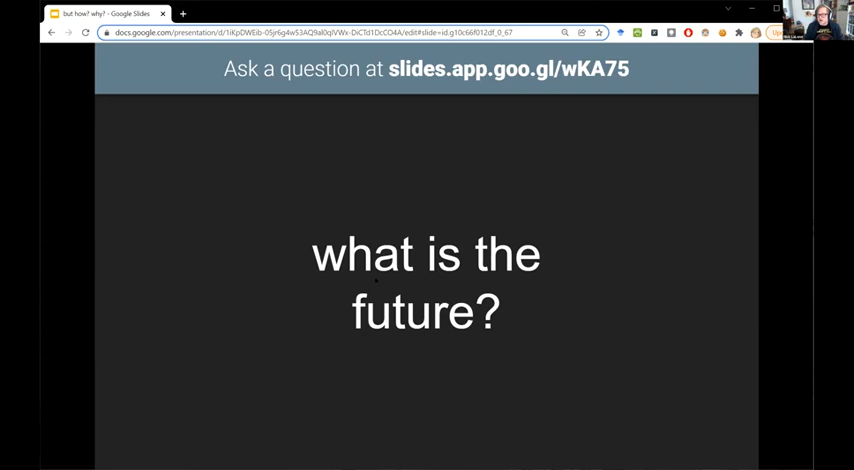 but how? why? - Google Slides
docs.google.com/presentation/d/1iKpDWEib-05jr6g4w53AQ9al0qiVWx-DiCTd1DcCO4A/edit#slide=id.g10c66f012df_0_67
Ask a question at slides.app.goo.gl/wKA75
what is the
future?